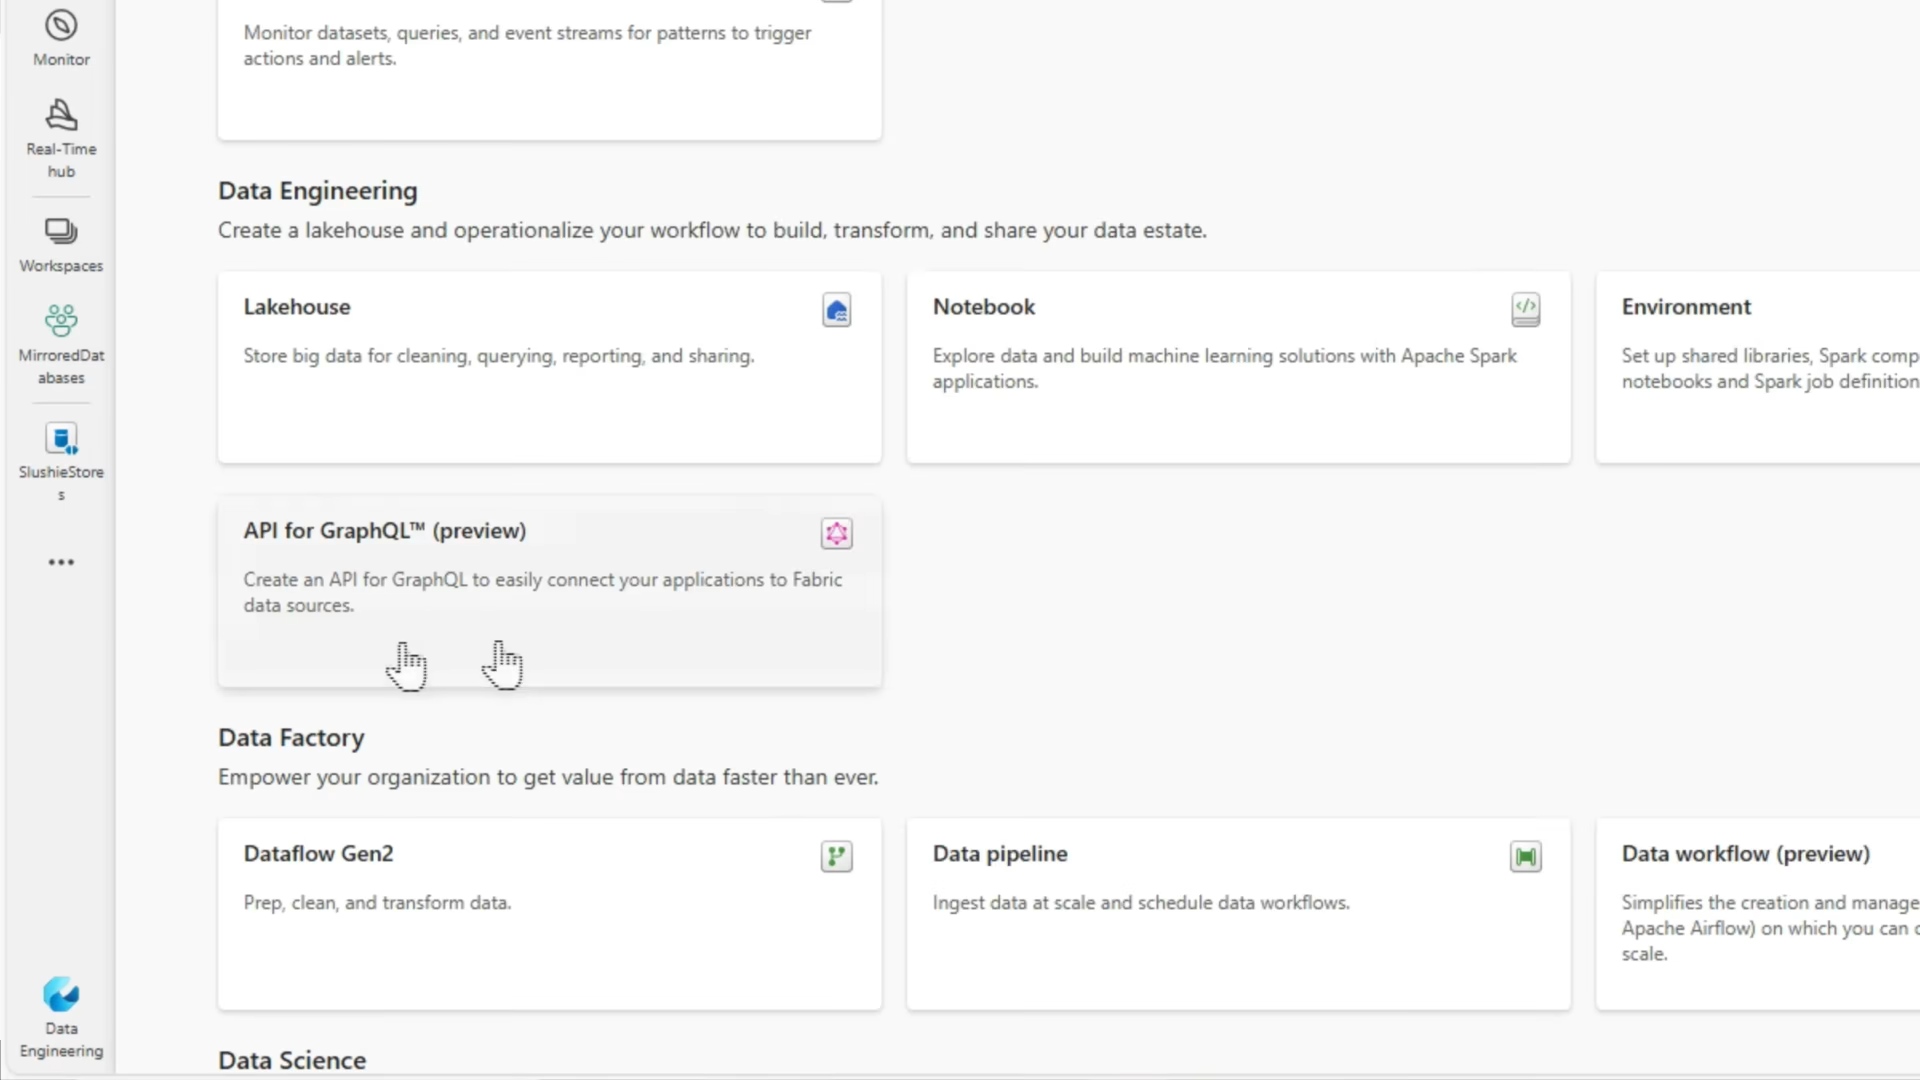 Monitor
Real-Time
hub
Workspaces
MirroredDat
abases
SlushieStore
s
Data
Engineering
Monitor datasets, queries, and event streams for patterns to trigger
actions and alerts.
Data Engineering
Create a lakehouse and operationalize your workflow to build, transform, and share your data estate.
Lakehouse
Store big data for cleaning, querying, reporting, and sharing.
Notebook
Explore data and build machine learning solutions with Apache Spark
applications.
Environment
Set up shared libraries, Spark comp
notebooks and Spark job definition
API for GraphQL™ (preview)
Create an API for GraphQL to easily connect your applications to Fabric
data sources.
Data Factory
Empower your organization to get value from data faster than ever.
Dataflow Gen2
Prep, clean, and transform data.
Data pipeline
Ingest data at scale and schedule data workflows.
Data workflow (preview)
Simplifies the creation and manage
Apache Airflow) on which you can
scale.
Data Science